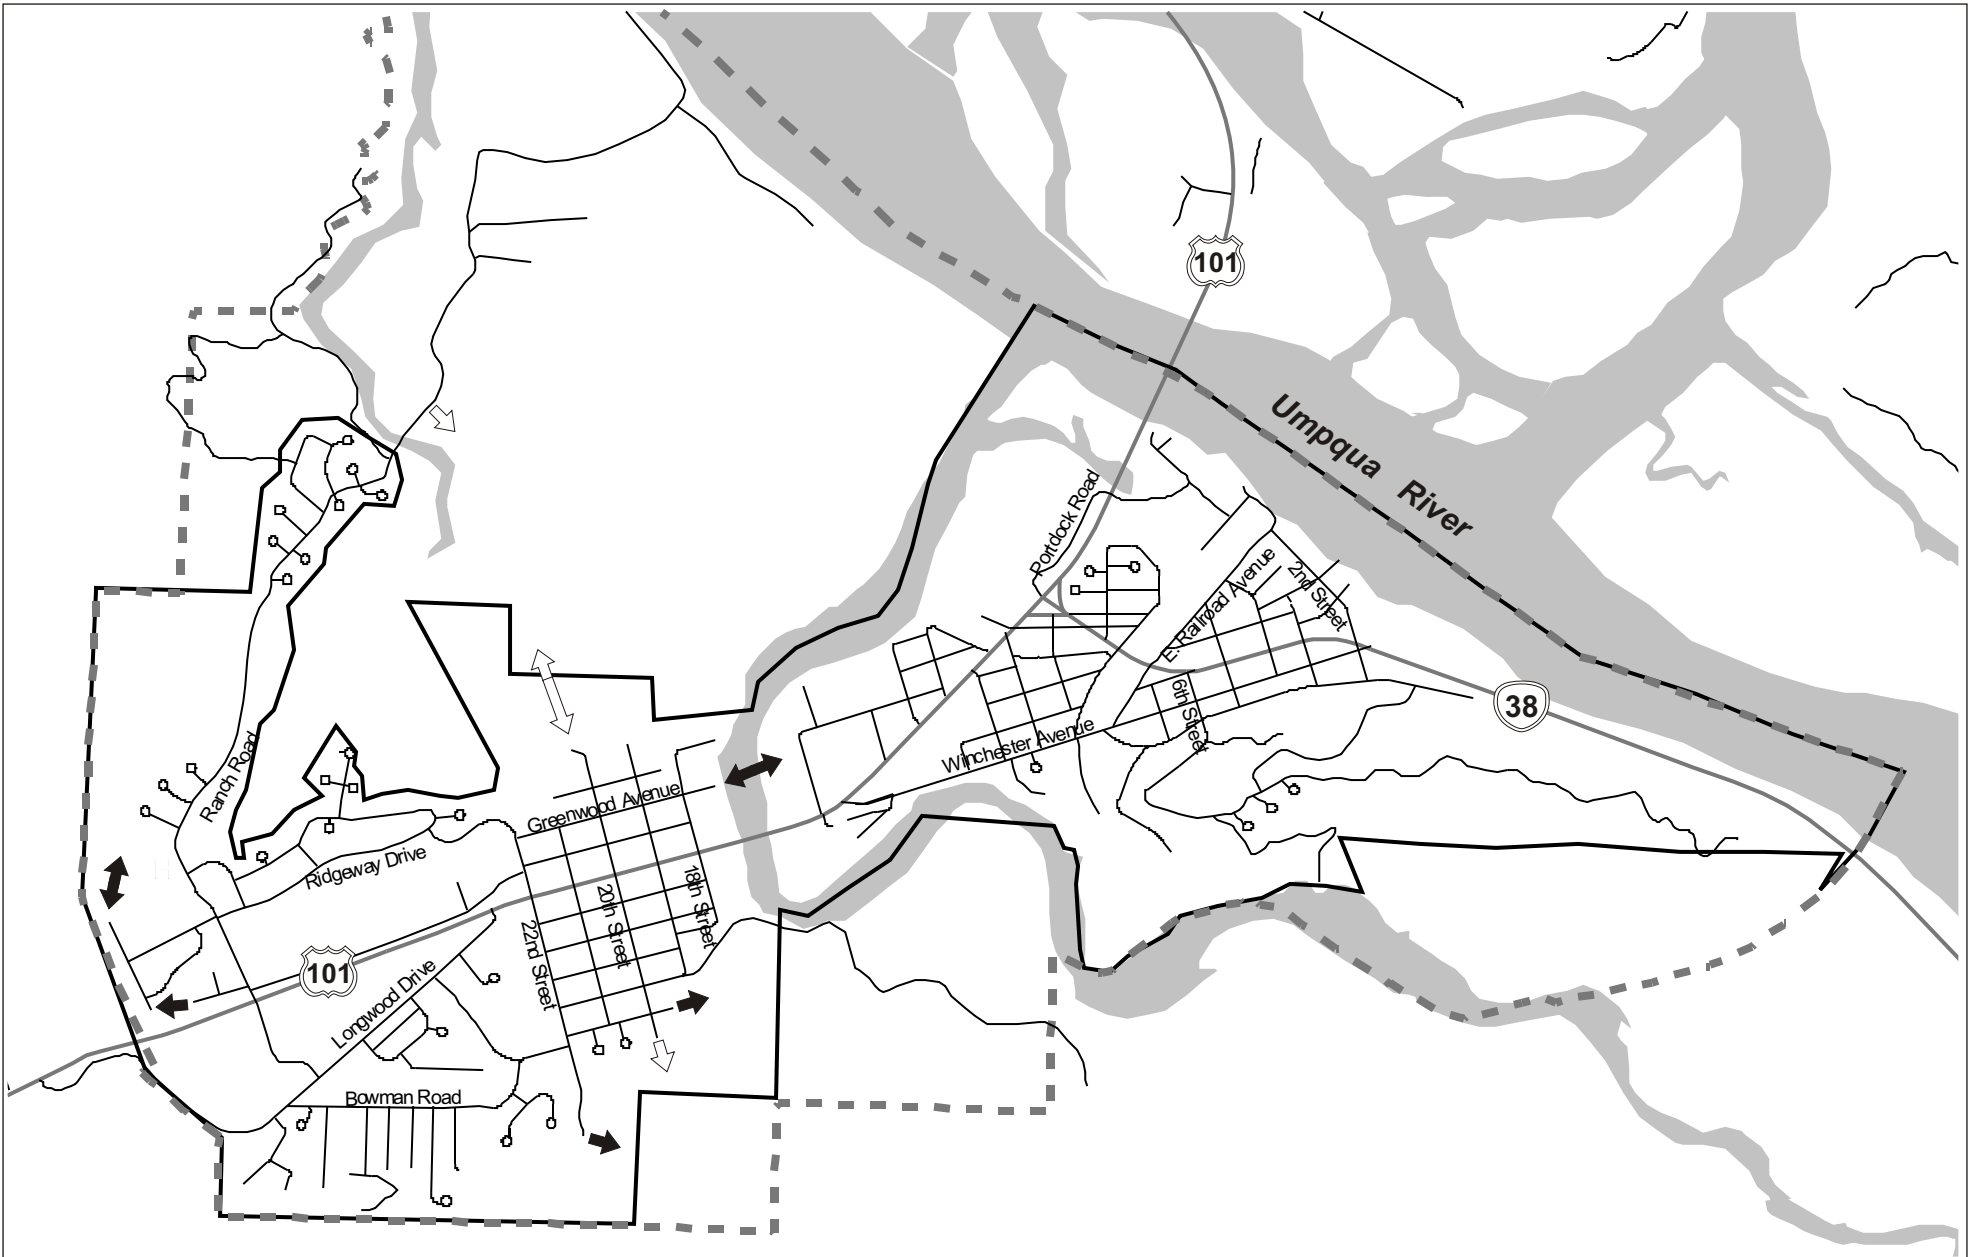 101
Umpqua River
Portdock Road
2nd Street
E. Railroad Avenue
38
6th Street
Winchester Avenue
Ranch Road
Greenwood Avenue
Ridgeway Drive
18th Street
20th Street
22nd Street
101
Longwood Drive
Bowman Road